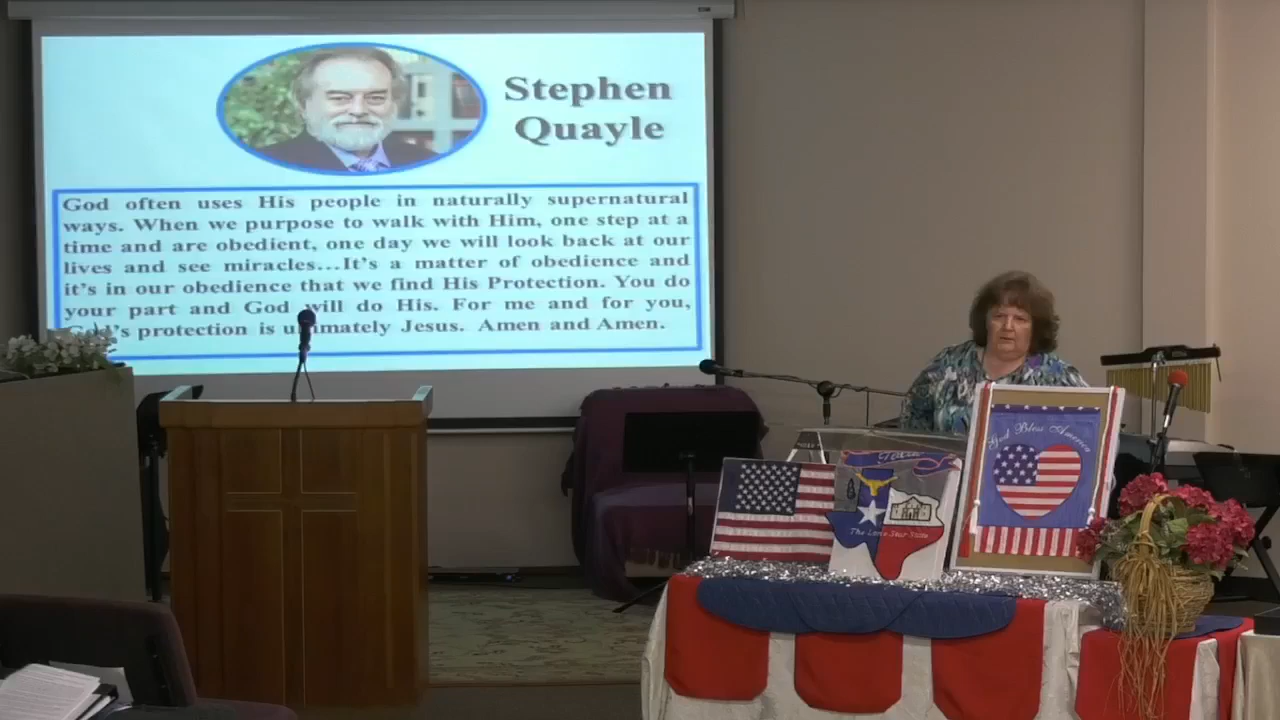 Stephen
Quayle
God often uses His people in naturally supernatural
ways. When we purpose to walk with Him, one step at a
time and are obedient, one day we will look back at our
lives and see miracles...It's a matter of obedience and
it's in our obedience that we find His Protection. You do
your part and God will do His. For me and for you,
God's protection is ultimately Jesus. Amen and Amen.
God Bless America
Texas
The Lone Star State